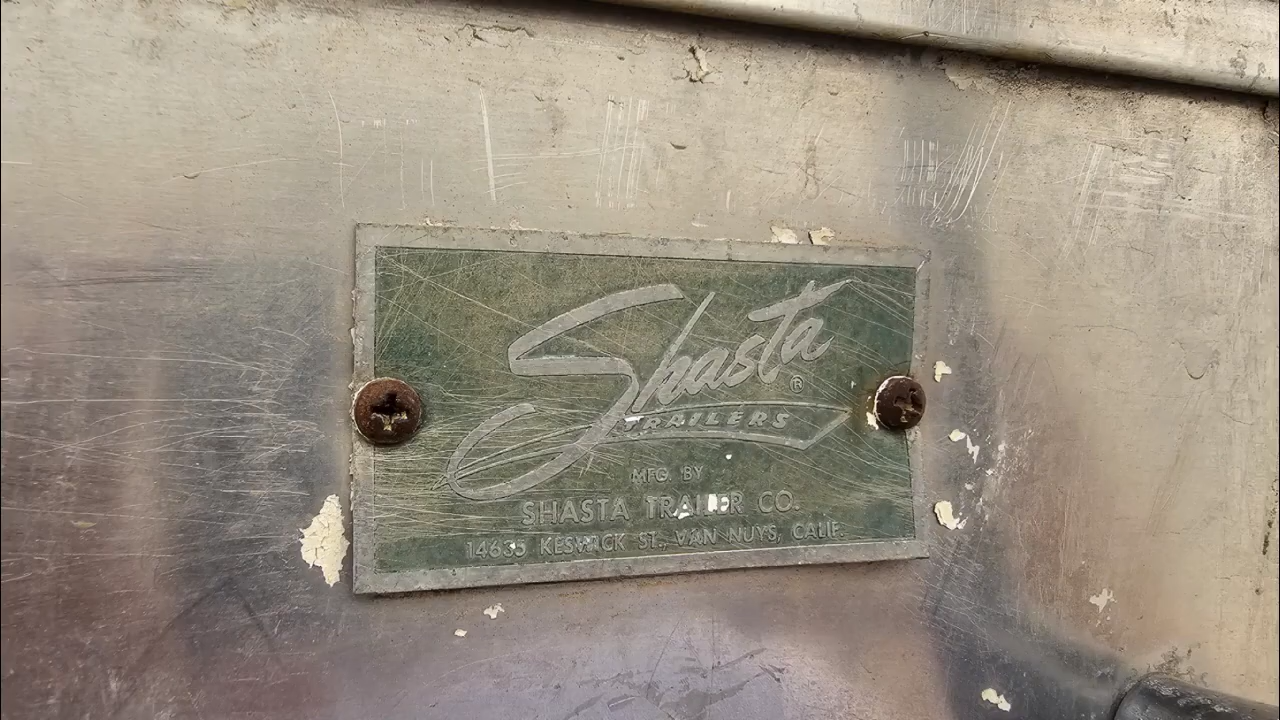 Shasta®
TRAILERS
MFG. BY
SHASTA TRAILER CO.
14635 KESWICK ST., VAN NUYS, CALIF.